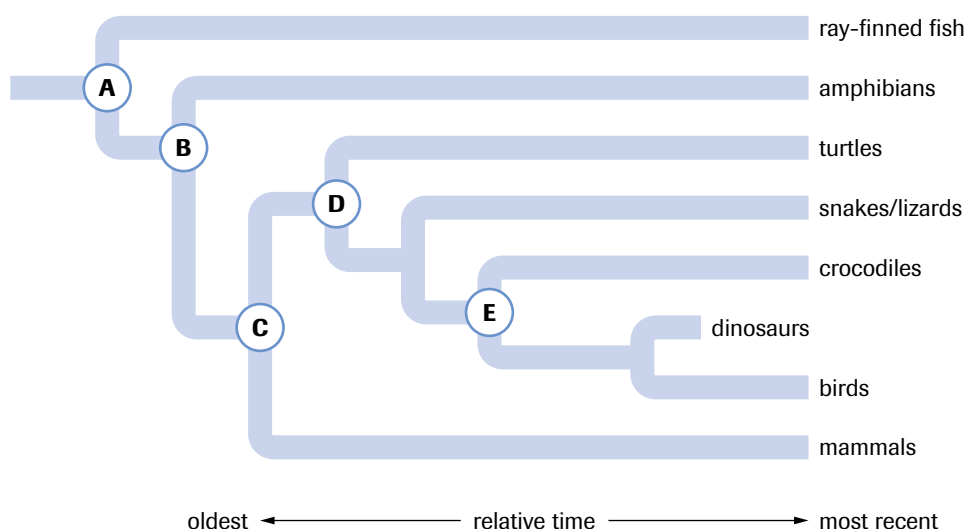 ray-finned fish
A
amphibians
B
turtles
D
snakes/lizards
crocodiles
E
dinosaurs
C
birds
mammals
oldest relative time most recent